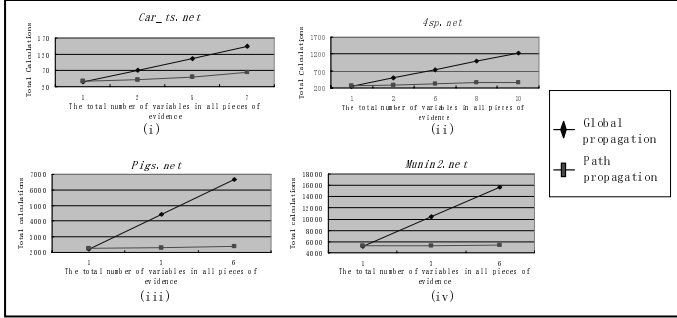 Car_ts.net
Total Calculations
170
120
70
20
1
7
The total number of variables in all pieces of
evidence
(i)
4sp.net
Total Calculations
1700
1200
700
200
1 2 6 8 10
The total number of variables in all pieces of
evidence
(ii)
Global
propagation
Path
propagation
Pigs.net
Total calculations
7000
6000
5000
4000
3000
2000
1 3 6
The total number of variables in all pieces of
evidence
(iii)
Munin2.net
Total calculations
18000
16000
14000
12000
10000
8000
6000
4000
1 3 6
The total number of variables in all pieces of
evidence
(iv)